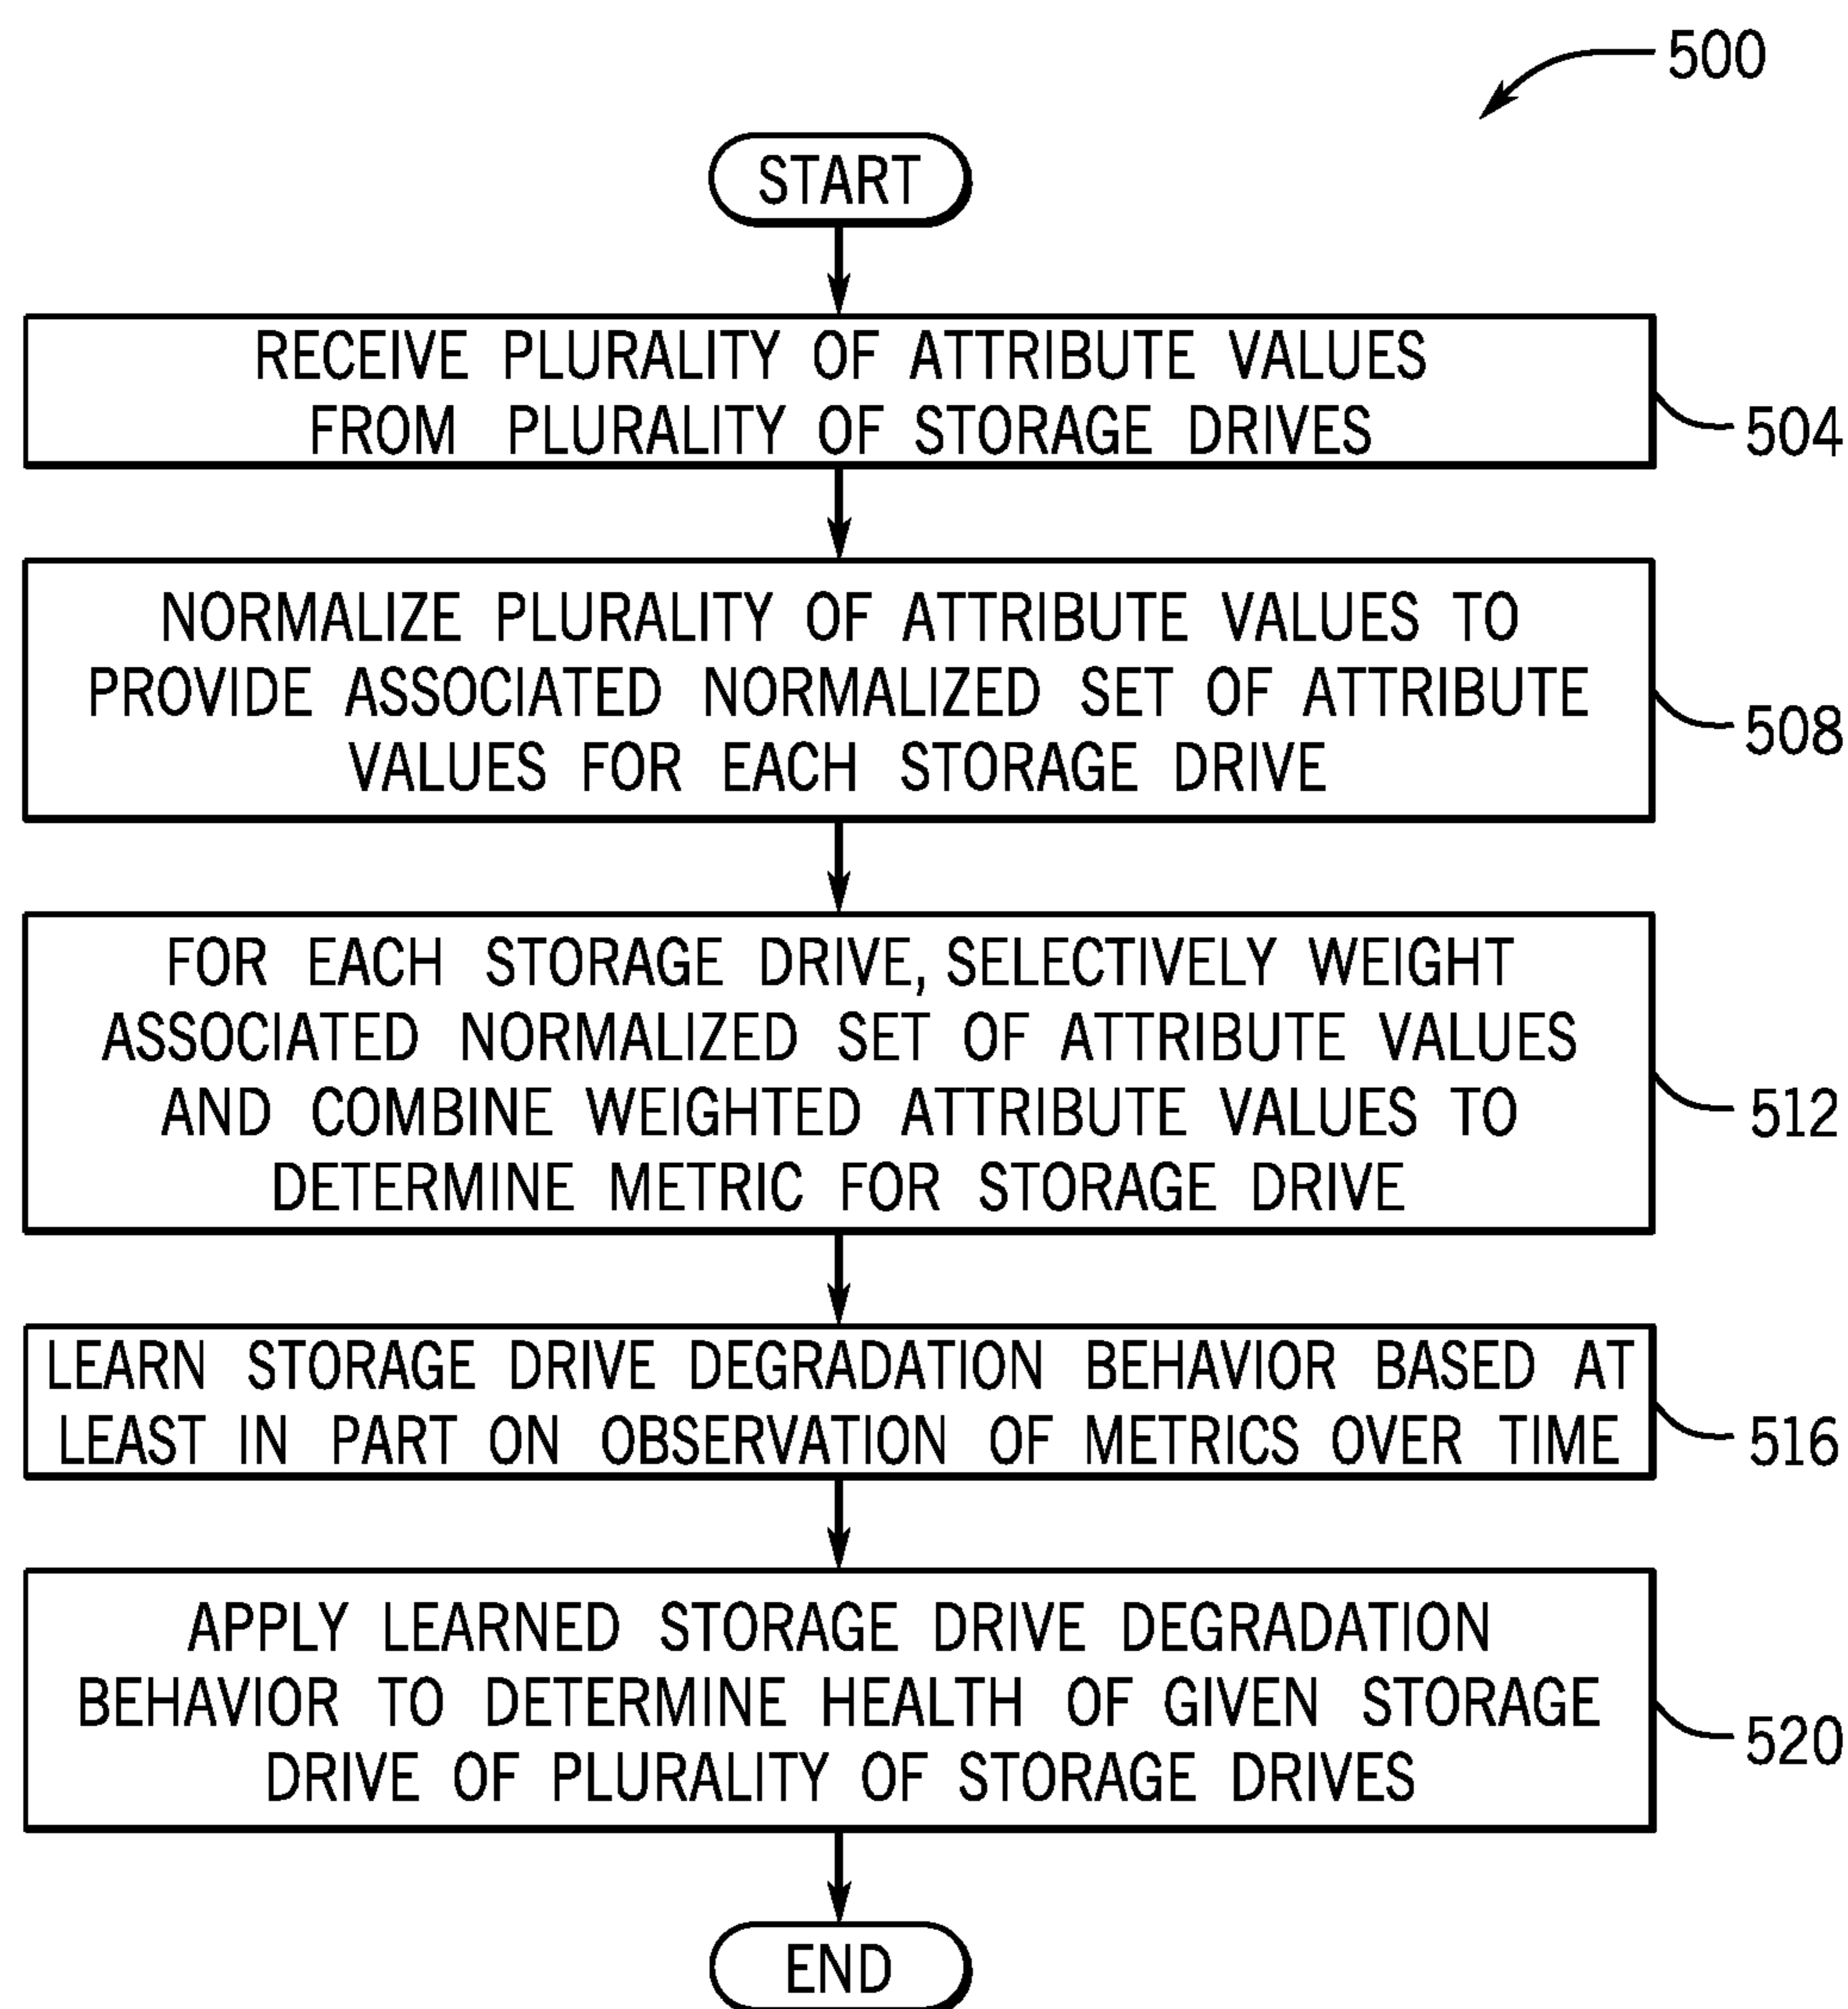 500
START
RECEIVE PLURALITY OF ATTRIBUTE VALUES
FROM PLURALITY OF STORAGE DRIVES
504
NORMALIZE PLURALITY OF ATTRIBUTE VALUES TO
PROVIDE ASSOCIATED NORMALIZED SET OF ATTRIBUTE
VALUES FOR EACH STORAGE DRIVE
508
FOR EACH STORAGE DRIVE, SELECTIVELY WEIGHT
ASSOCIATED NORMALIZED SET OF ATTRIBUTE VALUES
AND COMBINE WEIGHTED ATTRIBUTE VALUES TO
DETERMINE METRIC FOR STORAGE DRIVE
512
LEARN STORAGE DRIVE DEGRADATION BEHAVIOR BASED AT
LEAST IN PART ON OBSERVATION OF METRICS OVER TIME
516
APPLY LEARNED STORAGE DRIVE DEGRADATION
BEHAVIOR TO DETERMINE HEALTH OF GIVEN STORAGE
DRIVE OF PLURALITY OF STORAGE DRIVES
520
END